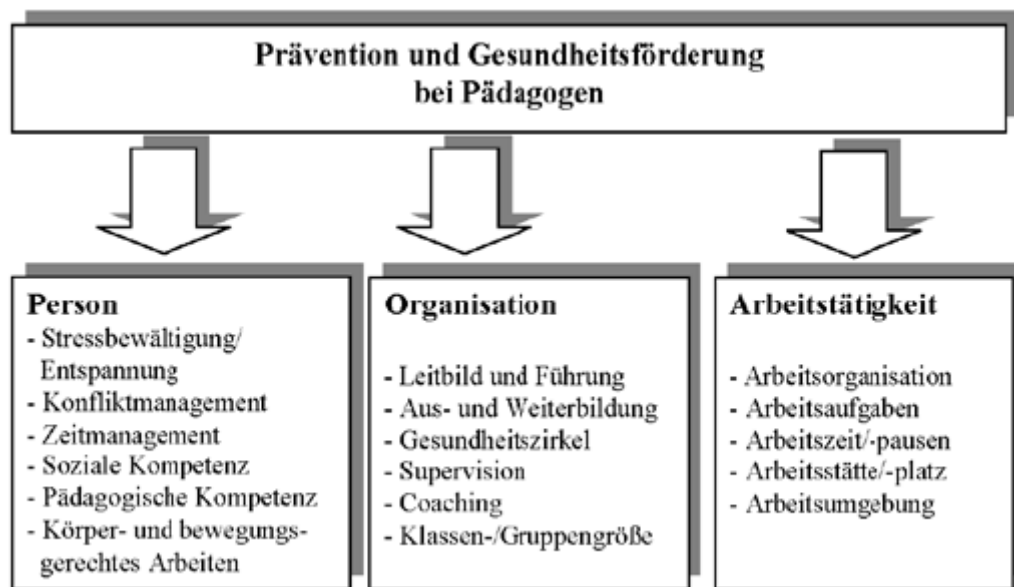 Prävention und Gesundheitsförderung
bei Pädagogen
Person
- Stressbewältigung/
Entspannung
- Konfliktmanagement
- Zeitmanagement
- Soziale Kompetenz
- Pädagogische Kompetenz
- Körper- und bewegungs-
gerechtes Arbeiten
Organisation
- Leitbild und Führung
- Aus- und Weiterbildung
- Gesundheitszirkel
- Supervision
- Coaching
- Klassen-/Gruppengröße
Arbeitstätigkeit
- Arbeitsorganisation
- Arbeitsaufgaben
- Arbeitszeit/-pausen
- Arbeitsstätte/-platz
- Arbeitsumgebung